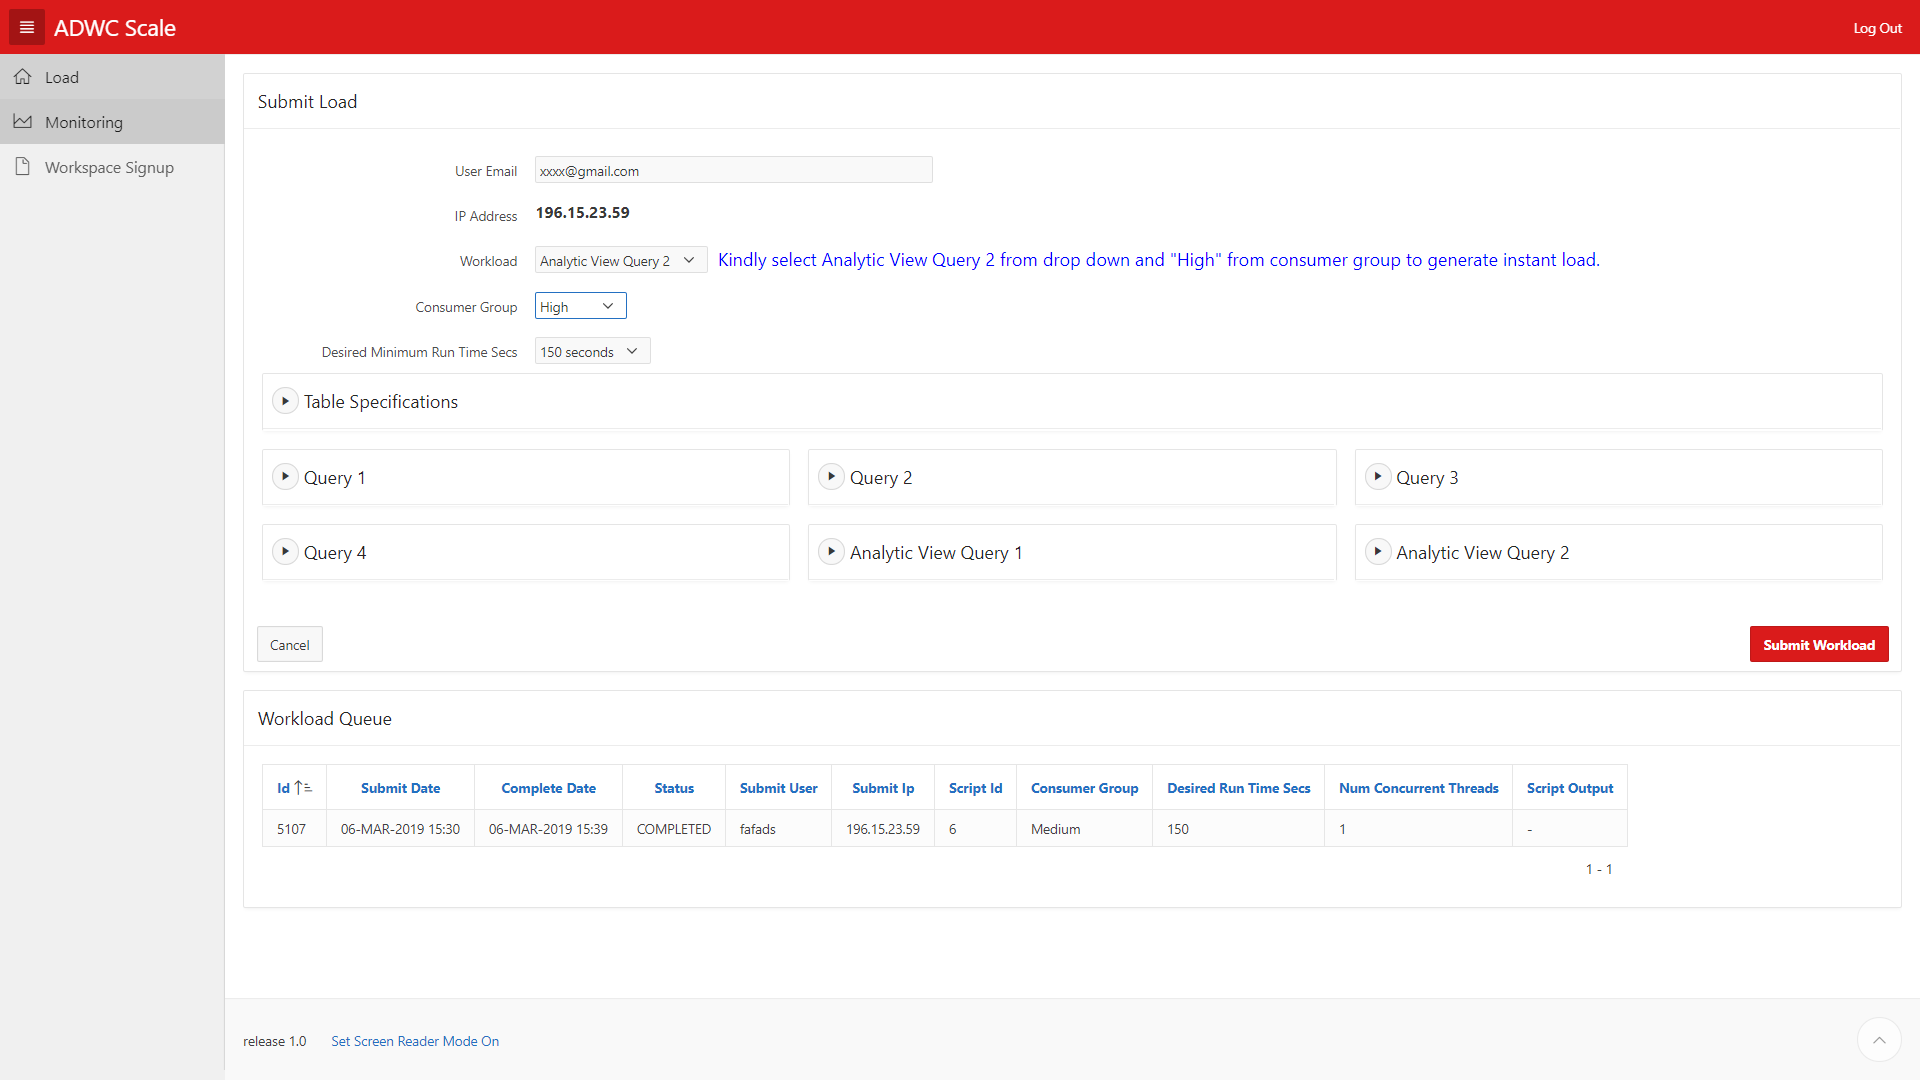 ADWC Scale
Log Out
Load
Monitoring
Workspace Signup
Submit Load
User Email xxxx@gmail.com
IP Address 196.15.23.59
Workload Analytic View Query 2 Kindly select Analytic View Query 2 from drop down and "High" from consumer group to generate instant load.
Consumer Group High
Desired Minimum Run Time Secs 150 seconds
Table Specifications
Query 1 Query 2 Query 3
Query 4 Analytic View Query 1 Analytic View Query 2
Cancel Submit Workload
Workload Queue
Id Submit Date Complete Date Status Submit User Submit Ip Script Id Consumer Group Desired Run Time Secs Num Concurrent Threads Script Output
5107 06-MAR-2019 15:30 06-MAR-2019 15:39 COMPLETED fafads 196.15.23.59 6 Medium 150 1 -
1 - 1
release 1.0 Set Screen Reader Mode On